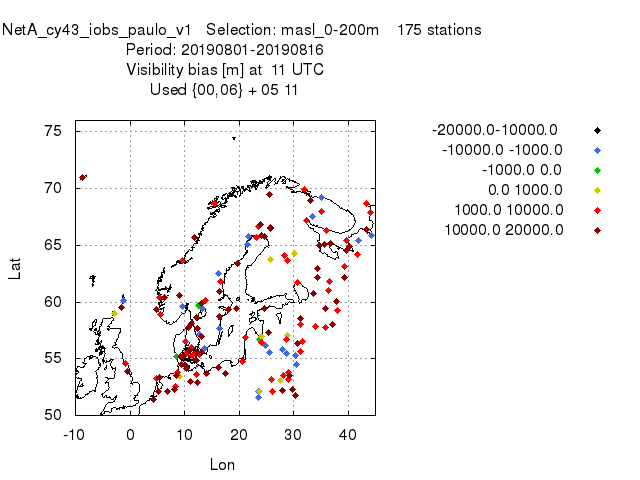 NetA_cy43_iobs_paulo_v1 Selection: masl_0-200m 175 stations
Period: 20190801-20190816
Visibility bias [m] at 11 UTC
Used {00,06} + 05 11
-20000.0-10000.0
-10000.0 -1000.0
-1000.0 0.0
0.0 1000.0
1000.0 10000.0
10000.0 20000.0
75
70
65
60
55
50
Lat
-10 0 10 20 30 40
Lon